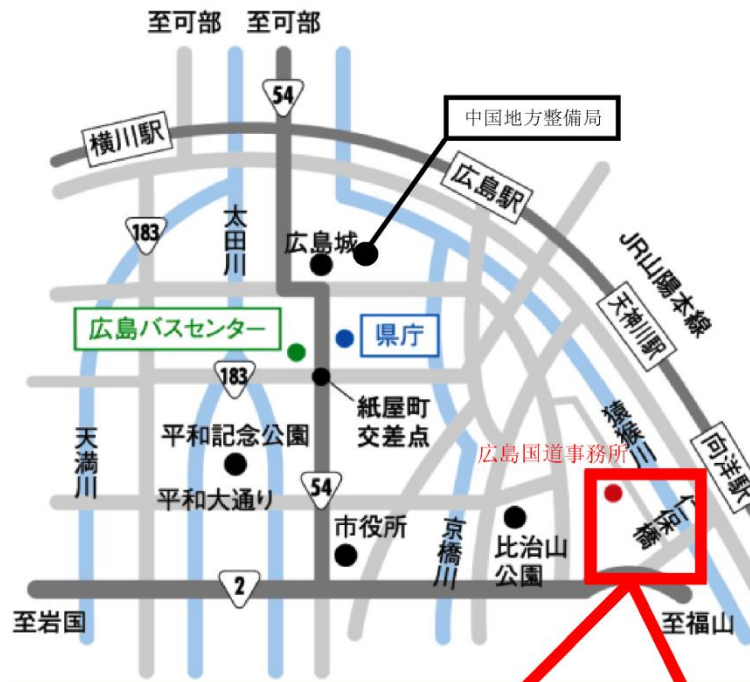 至可部
至可部
54
中国地方整備局
横川駅
広島駅
183
太田川
広島城
JR山陽本線
天神川駅
広島バスセンター
県庁
183
紙屋町
交差点
猿猴川
向洋駅
天満川
平和記念公園
広島国道事務所
平和大通り
54
仁保橋
市役所
京橋川
比治山
公園
2
至岩国
至福山